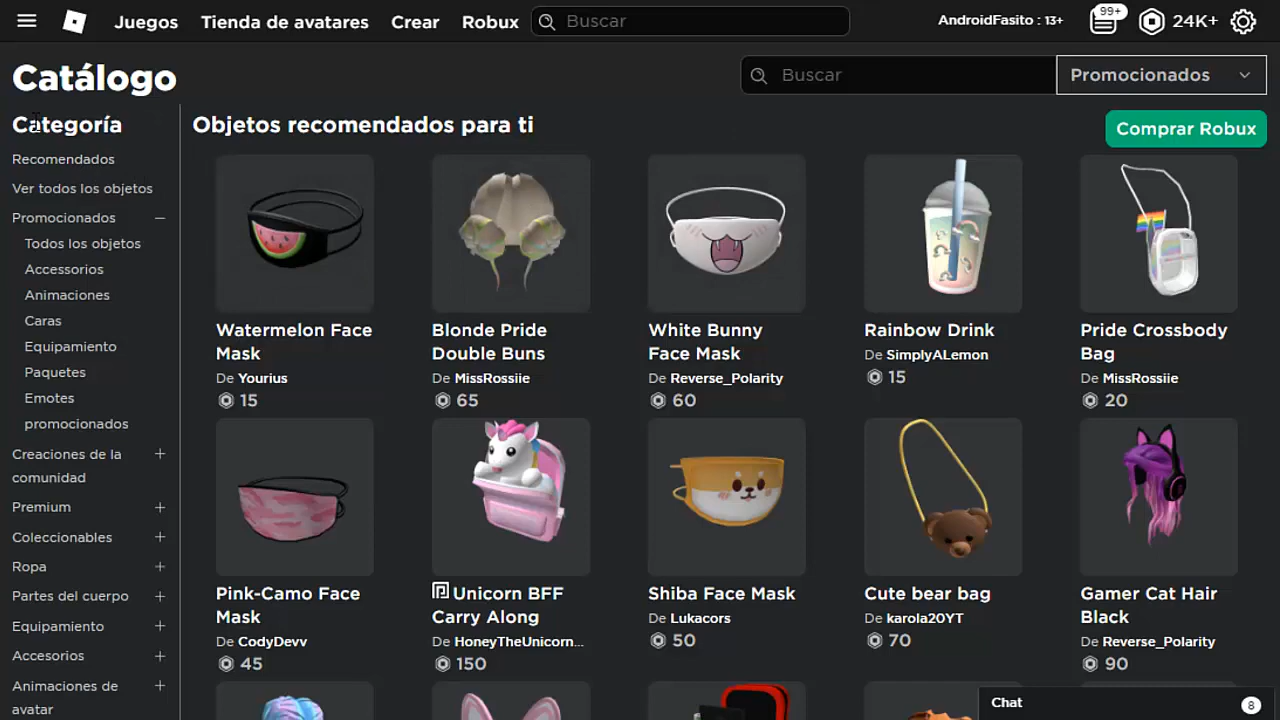 Juegos
Tienda de avatares
Crear
Robux
Buscar
AndroidFasito : 13+
99+
24K+
Catálogo
Buscar
Promocionados
Categoría
Recomendados
Ver todos los objetos
Promocionados
Todos los objetos
Accessorios
Animaciones
Caras
Equipamiento
Paquetes
Emotes
promocionados
Creaciones de la
comunidad
Premium
Coleccionables
Ropa
Partes del cuerpo
Equipamiento
Accesorios
Animaciones de
avatar
Objetos recomendados para ti
Comprar Robux
Watermelon Face
Mask
De Yourius
15
Blonde Pride
Double Buns
De MissRossiie
65
White Bunny
Face Mask
De Reverse_Polarity
60
Rainbow Drink
De SimplyALemon
15
Pride Crossbody
Bag
De MissRossiie
20
Pink-Camo Face
Mask
De CodyDevv
45
Unicorn BFF
Carry Along
De HoneyTheUnicorn...
150
Shiba Face Mask
De Lukacors
50
Cute bear bag
De karola20YT
70
Gamer Cat Hair
Black
De Reverse_Polarity
90
Chat
8